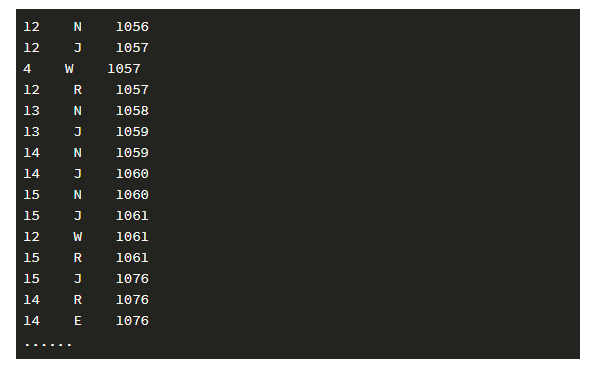 12    N    1056
12    J    1057
4    W    1057
12    R    1057
13    N    1058
13    J    1059
14    N    1059
14    J    1060
15    N    1060
15    J    1061
12    W    1061
15    R    1061
15    J    1076
14    R    1076
14    E    1076
......